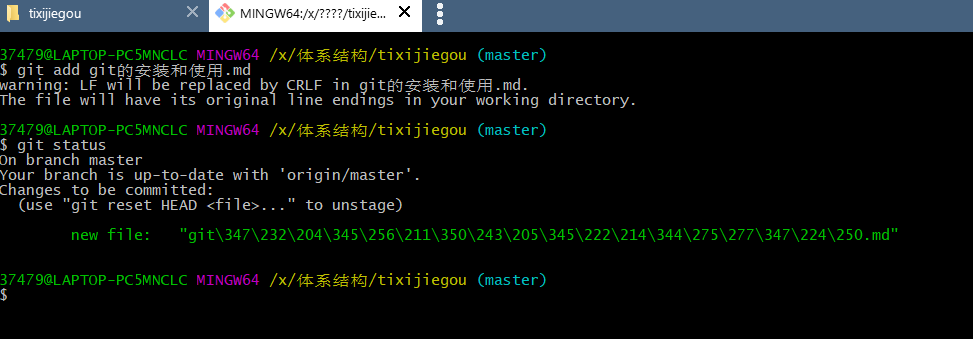 tixijiegou
MINGW64:/x/????/tixijie...
37479@LAPTOP-PC5MNCLC MINGW64 /x/体系结构/tixijiegou (master)
$ git add git的安装和使用.md
warning: LF will be replaced by CRLF in git的安装和使用.md.
The file will have its original line endings in your working directory.
37479@LAPTOP-PC5MNCLC MINGW64 /x/体系结构/tixijiegou (master)
$ git status
On branch master
Your branch is up-to-date with 'origin/master'.
Changes to be committed:
(use "git reset HEAD <file>..." to unstage)
new file: "git\347\232\204\345\256\211\350\243\205\345\222\214\344\275\277\347\224\250.md"
37479@LAPTOP-PC5MNCLC MINGW64 /x/体系结构/tixijiegou (master)
$